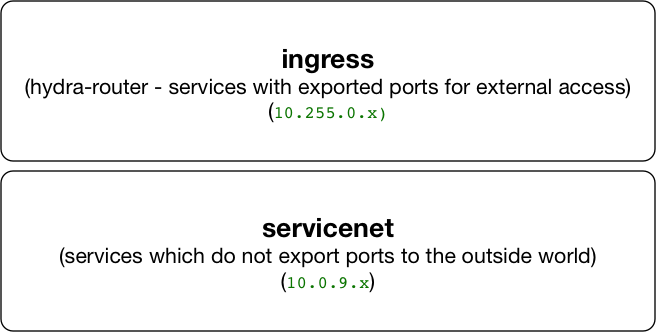 ingress
(hydra-router - services with exported ports for external access)
(10.255.0.x)
servicenet
(services which do not export ports to the outside world)
(10.0.9.x)